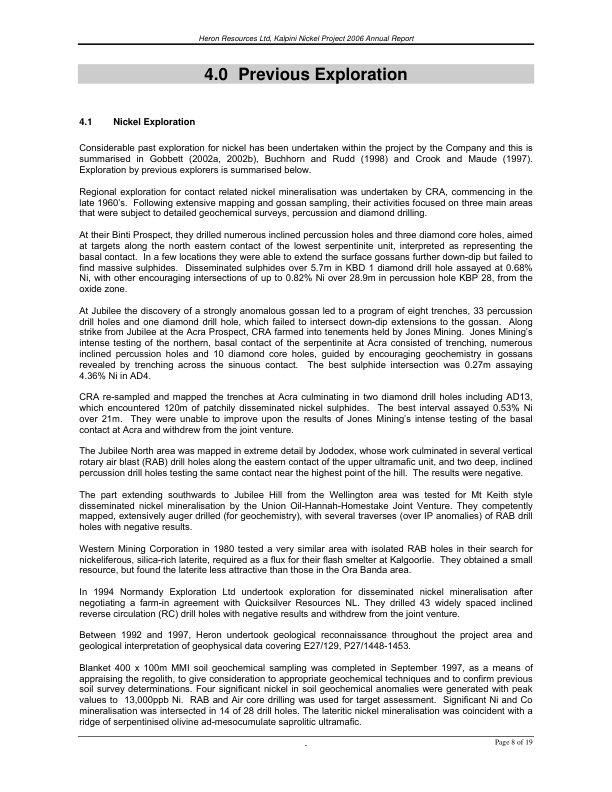 Heron Resources Ltd, Kalpini Nickel Project 2006 Annual Report
4.0 Previous Exploration
4.1 Nickel Exploration
Considerable past exploration for nickel has been undertaken within the project by the Company and this is
summarised in Gobbett (2002a, 2002b), Buchhorn and Rudd (1998) and Crook and Maude (1997).
Exploration by previous explorers is summarised below.
Regional exploration for contact related nickel mineralisation was undertaken by CRA, commencing in the
late 1960's. Following extensive mapping and gossan sampling, their activities focused on three main areas
that were subject to detailed geochemical surveys, percussion and diamond drilling.
At their Binti Prospect, they drilled numerous inclined percussion holes and three diamond core holes, aimed
at targets along the north eastern contact of the lowest serpentinite unit, interpreted as representing the
basal contact. In a few locations they were able to extend the surface gossans further down-dip but failed to
find massive sulphides. Disseminated sulphides over 5.7m in KBD 1 diamond drill hole assayed at 0.68%
Ni, with other encouraging intersections of up to 0.82% Ni over 28.9m in percussion hole KBP 28, from the
oxide zone.
At Jubilee the discovery of a strongly anomalous gossan led to a program of eight trenches, 33 percussion
drill holes and one diamond drill hole, which failed to intersect down-dip extensions to the gossan. Along
strike from Jubilee at the Acra Prospect, CRA farmed into tenements held by Jones Mining. Jones Mining's
intense testing of the northern, basal contact of the serpentinite at Acra consisted of trenching, numerous
inclined percussion holes and 10 diamond core holes, guided by encouraging geochemistry in gossans
revealed by trenching across the sinuous contact. The best sulphide intersection was 0.27m assaying
4.36% Ni in AD4.
CRA re-sampled and mapped the trenches at Acra culminating in two diamond drill holes including AD13,
which encountered 120m of patchily disseminated nickel sulphides. The best interval assayed 0.53% Ni
over 21m. They were unable to improve upon the results of Jones Mining's intense testing of the basal
contact at Acra and withdrew from the joint venture.
The Jubilee North area was mapped in extreme detail by Jododex, whose work culminated in several vertical
rotary air blast (RAB) drill holes along the eastern contact of the upper ultramafic unit, and two deep, inclined
percussion drill holes testing the same contact near the highest point of the hill. The results were negative.
The part extending southwards to Jubilee Hill from the Wellington area was tested for Mt Keith style
disseminated nickel mineralisation by the Union Oil-Hannah-Homestake Joint Venture. They competently
mapped, extensively auger drilled (for geochemistry), with several traverses (over IP anomalies) of RAB drill
holes with negative results.
Western Mining Corporation in 1980 tested a very similar area with isolated RAB holes in their search for
nickeliferous, silica-rich laterite, required as a flux for their flash smelter at Kalgoorlie. They obtained a small
resource, but found the laterite less attractive than those in the Ora Banda area.
In 1994 Normandy Exploration Ltd undertook exploration for disseminated nickel mineralisation after
negotiating a farm-in agreement with Quicksilver Resources NL. They drilled 43 widely spaced inclined
reverse circulation (RC) drill holes with negative results and withdrew from the joint venture.
Between 1992 and 1997, Heron undertook geological reconnaissance throughout the project area and
geological interpretation of geophysical data covering E27/129, P27/1448-1453.
Blanket 400 x 100m MMI soil geochemical sampling was completed in September 1997, as a means of
appraising the regolith, to give consideration to appropriate geochemical techniques and to confirm previous
soil survey determinations. Four significant nickel in soil geochemical anomalies were generated with peak
values to 13,000ppb Ni. RAB and Air core drilling was used for target assessment. Significant Ni and Co
mineralisation was intersected in 14 of 28 drill holes. The lateritic nickel mineralisation was coincident with a
ridge of serpentinised olivine ad-mesocumulate saprolitic ultramafic.
- Page 8 of 19